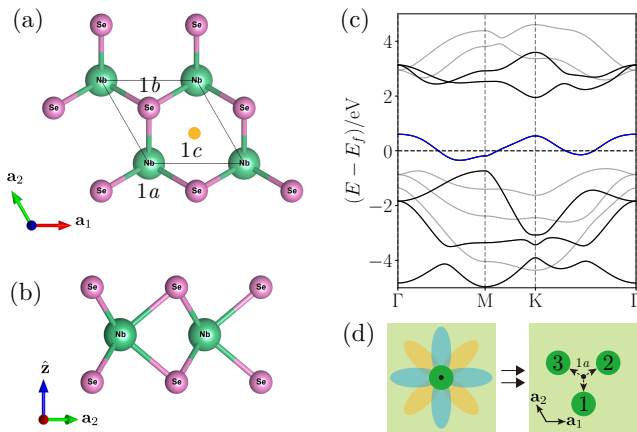 (a)
Se
Se
Nb
1b
Nb
Se
Se
Se
1c
Nb
Nb
1a
a₂
a₁
Se
Se
Se
(b)
Se
Se
Se
Nb
Nb
ẑ
a₂
Se
Se
Se
(c)
(E − E_f)/eV
4
2
0
−2
−4
Γ
M
K
Γ
(d)
3
1a
2
1
a₂
a₁